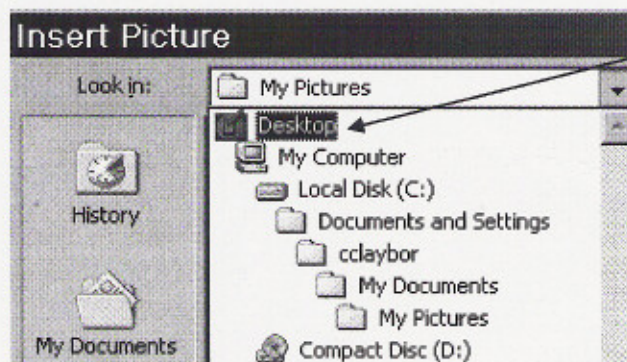 Insert Picture
Look in:
My Pictures
Desktop
My Computer
Local Disk (C:)
History
Documents and Settings
cclaybor
My Documents
My Pictures
My Documents
Compact Disc (D:)